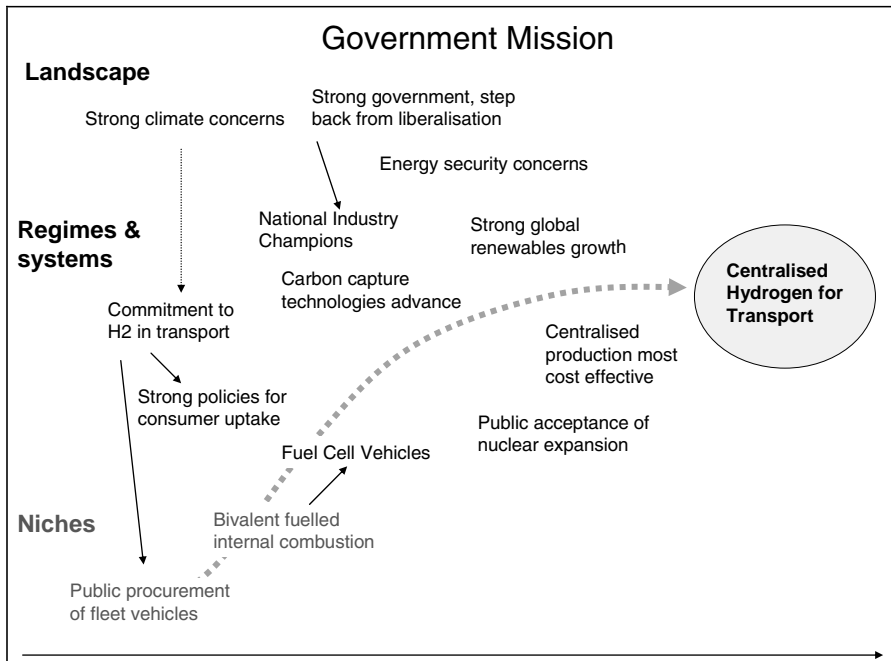 Government Mission
Landscape
Strong climate concerns
Strong government, step
back from liberalisation
Energy security concerns
Regimes &
systems
National Industry
Champions
Strong global
renewables growth
Carbon capture
technologies advance
Centralised
Hydrogen for
Transport
Commitment to
H2 in transport
Centralised
production most
cost effective
Strong policies for
consumer uptake
Public acceptance of
nuclear expansion
Fuel Cell Vehicles
Niches
Bivalent fuelled
internal combustion
Public procurement
of fleet vehicles